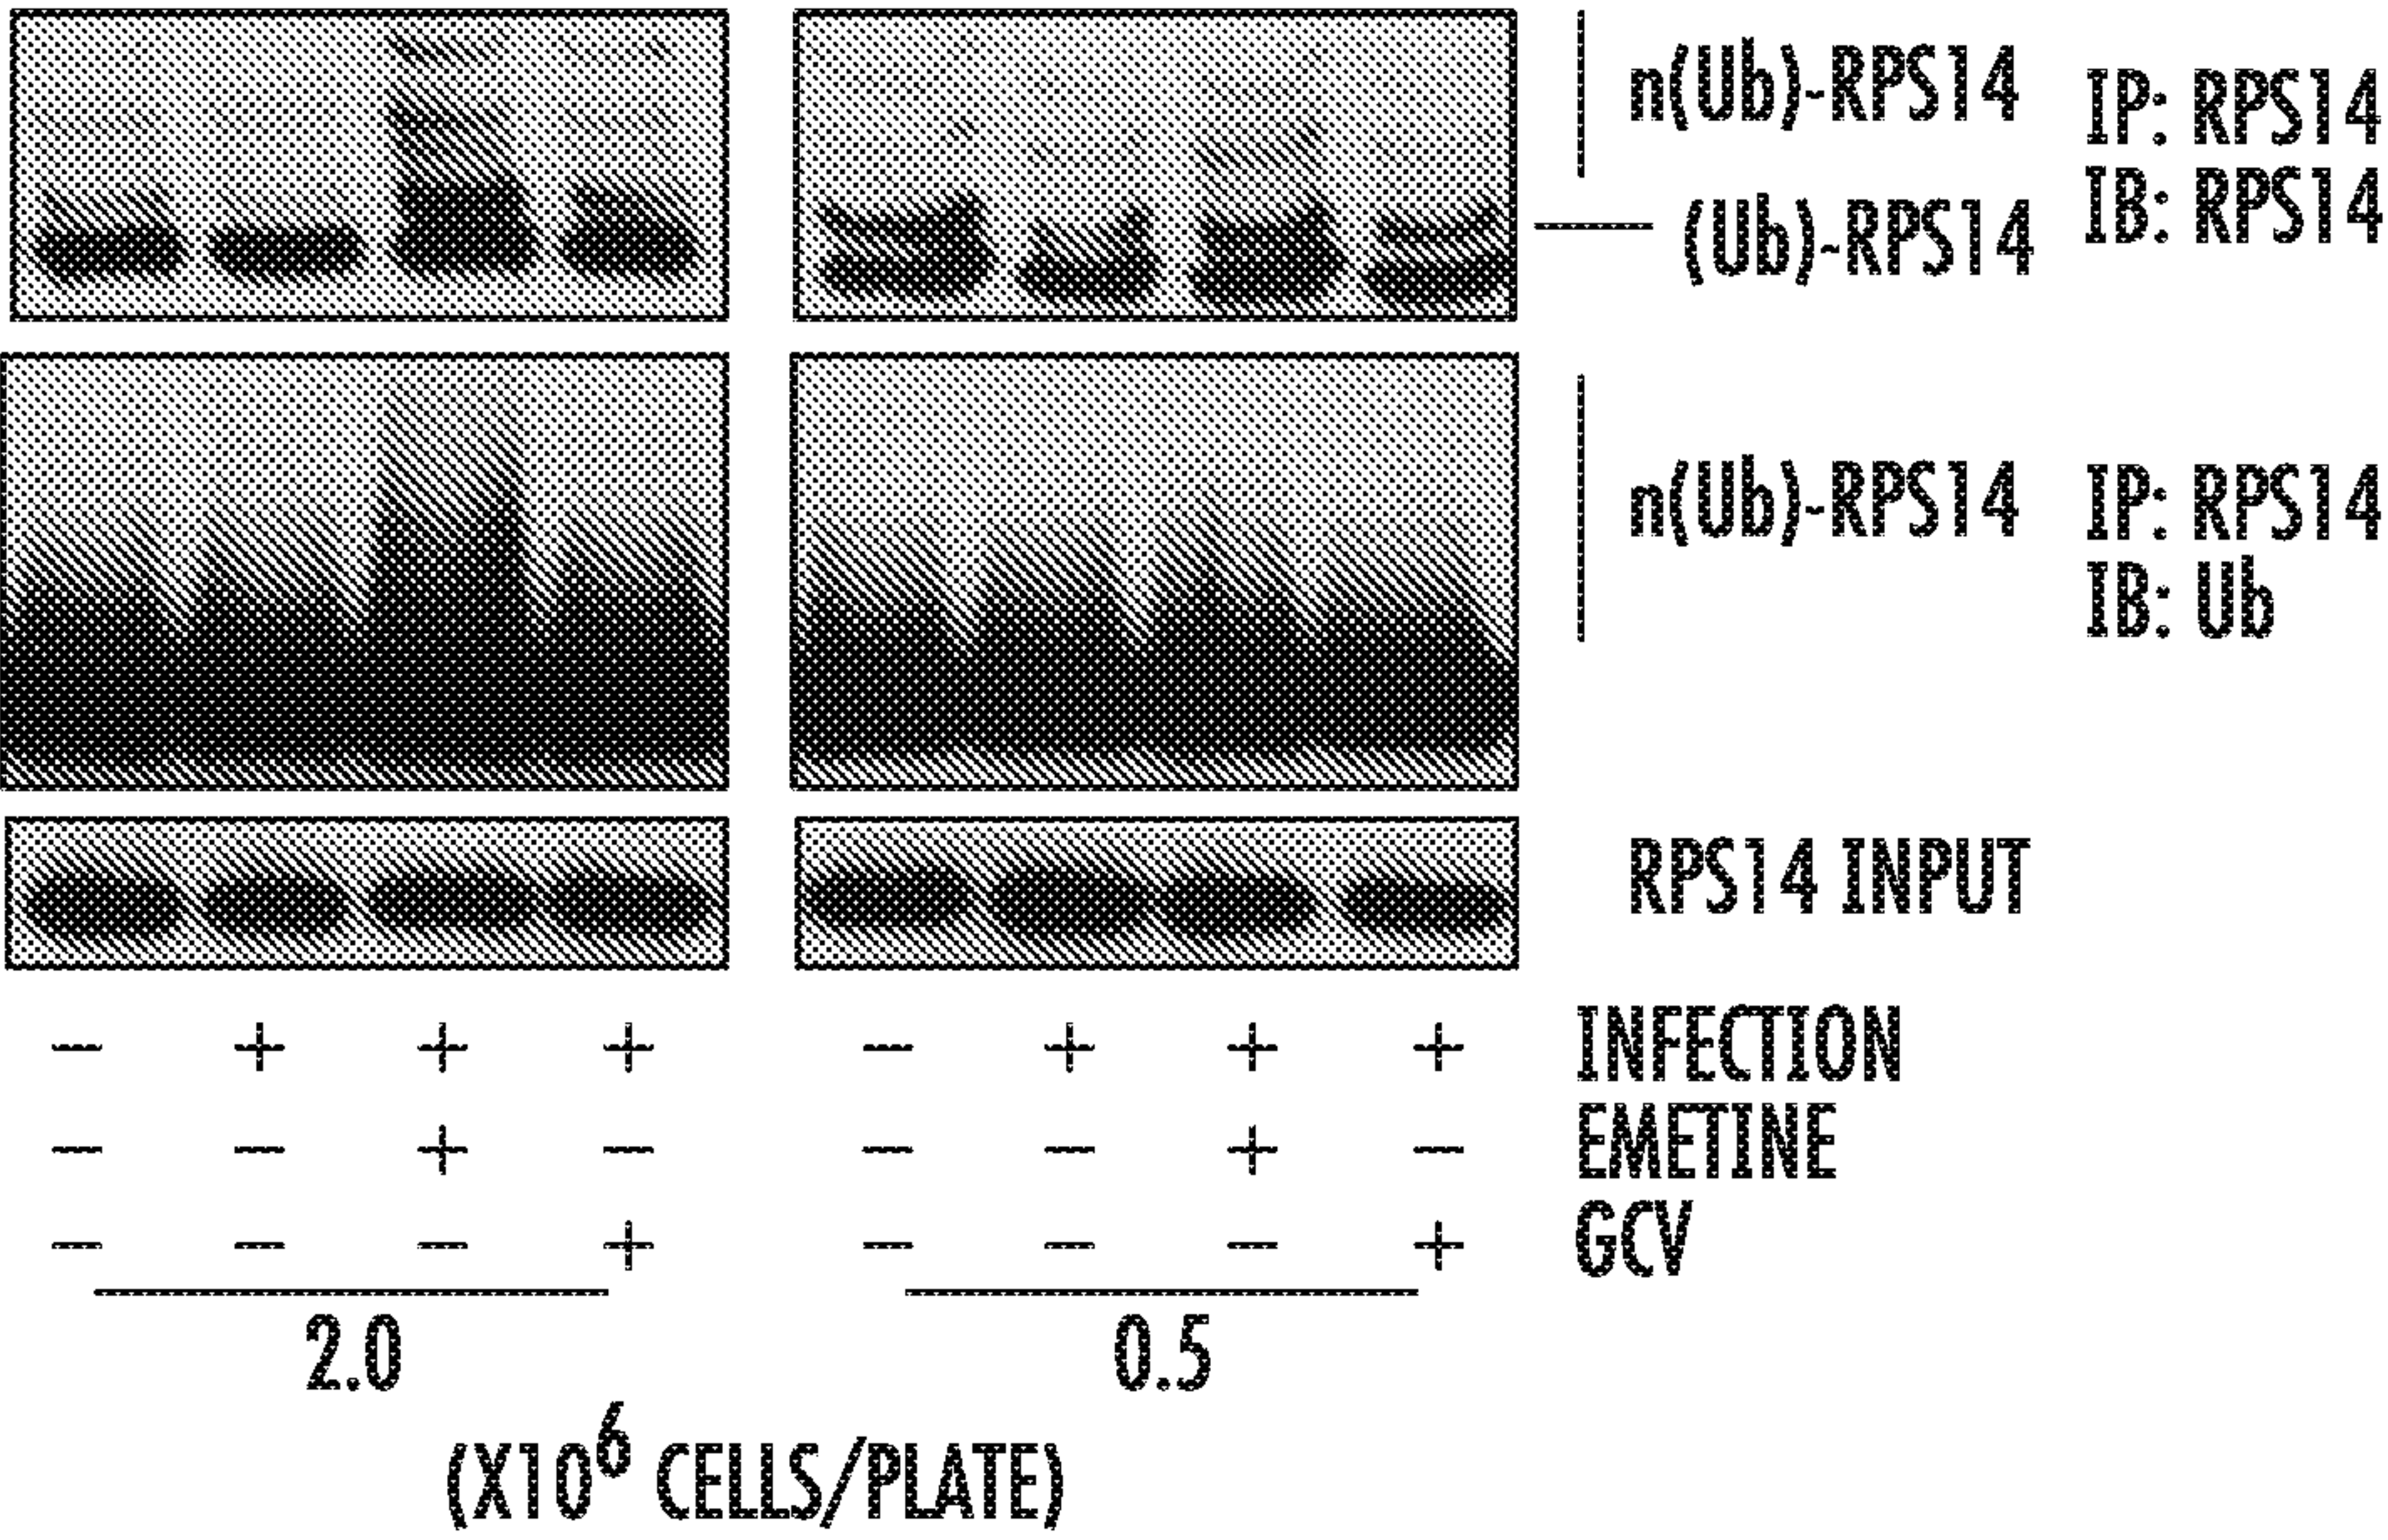 n(Ub)-RPS14
(Ub)-RPS14
IP: RPS14
IB: RPS14
n(Ub)-RPS14
IP: RPS14
IB: Ub
RPS14 INPUT
− + + + − + + + INFECTION
− − + − − − + − EMETINE
− − − + − − − + GCV
2.0 0.5
(X10⁶ CELLS/PLATE)